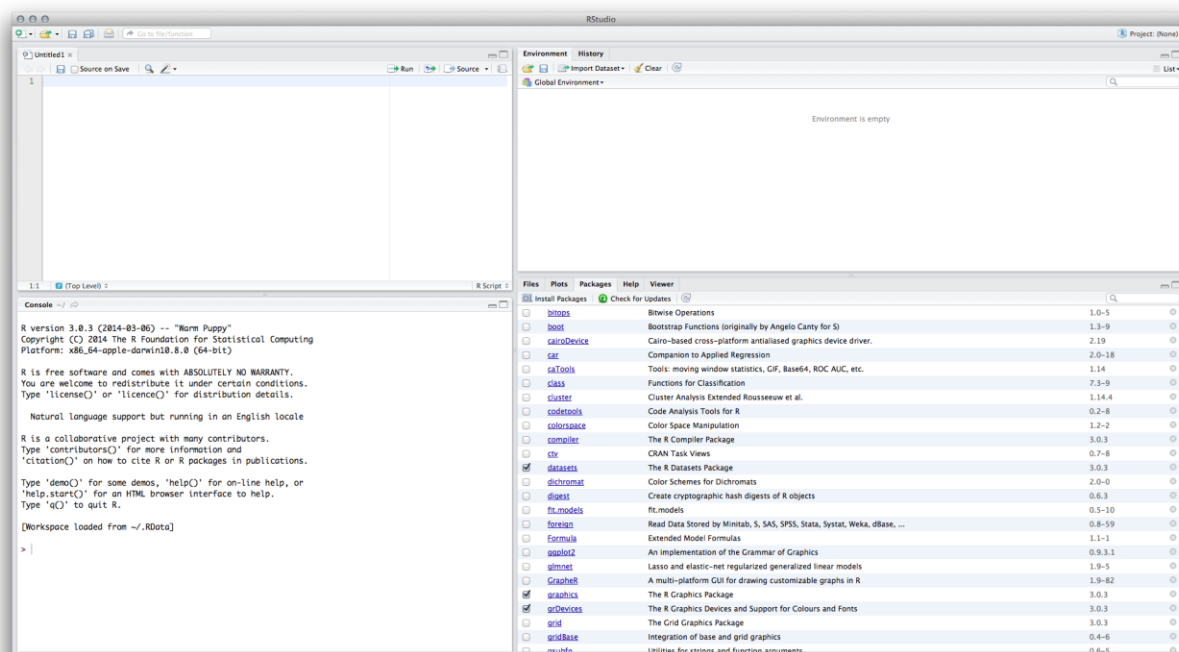 RStudio
Go to file/function
Project: (None)
Untitled1
Source on Save
Run
Source
1
1:1
(Top Level)
R Script
Console ~/
R version 3.0.3 (2014-03-06) -- "Warm Puppy"
Copyright (C) 2014 The R Foundation for Statistical Computing
Platform: x86_64-apple-darwin10.8.0 (64-bit)
R is free software and comes with ABSOLUTELY NO WARRANTY.
You are welcome to redistribute it under certain conditions.
Type 'license()' or 'licence()' for distribution details.
Natural language support but running in an English locale
R is a collaborative project with many contributors.
Type 'contributors()' for more information and
'citation()' on how to cite R or R packages in publications.
Type 'demo()' for some demos, 'help()' for on-line help, or
'help.start()' for an HTML browser interface to help.
Type 'q()' to quit R.
[Workspace loaded from ~/.RData]
>
Environment History
Import Dataset Clear
List
Global Environment
Environment is empty
Files Plots Packages Help Viewer
Install Packages Check for Updates
bitops Bitwise Operations 1.0-5
boot Bootstrap Functions (originally by Angelo Canty for S) 1.3-9
cairoDevice Cairo-based cross-platform antialiased graphics device driver. 2.19
car Companion to Applied Regression 2.0-18
caTools Tools: moving window statistics, GIF, Base64, ROC AUC, etc. 1.14
class Functions for Classification 7.3-9
cluster Cluster Analysis Extended Rousseeuw et al. 1.14.4
codetools Code Analysis Tools for R 0.2-8
colorspace Color Space Manipulation 1.2-2
compiler The R Compiler Package 3.0.3
ctv CRAN Task Views 0.7-8
datasets The R Datasets Package 3.0.3
dichromat Color Schemes for Dichromats 2.0-0
digest Create cryptographic hash digests of R objects 0.6.3
fit.models fit.models 0.5-10
foreign Read Data Stored by Minitab, S, SAS, SPSS, Stata, Systat, Weka, dBase, ... 0.8-59
Formula Extended Model Formulas 1.1-1
ggplot2 An implementation of the Grammar of Graphics 0.9.3.1
glmnet Lasso and elastic-net regularized generalized linear models 1.9-5
GrapheR A multi-platform GUI for drawing customizable graphs in R 1.9-82
graphics The R Graphics Package 3.0.3
grDevices The R Graphics Devices and Support for Colours and Fonts 3.0.3
grid The Grid Graphics Package 3.0.3
gridBase Integration of base and grid graphics 0.4-6
gsubfn Utilities for strings and function arguments 0.6-5